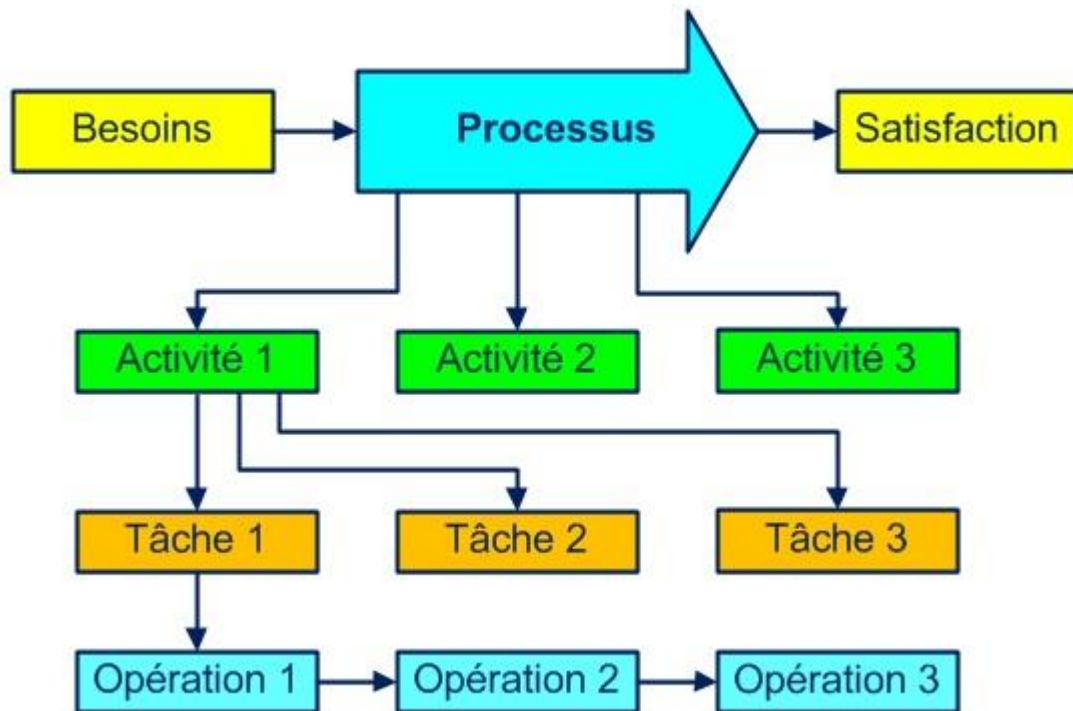 Besoins
Processus
Satisfaction
Activité 1
Activité 2
Activité 3
Tâche 1
Tâche 2
Tâche 3
Opération 1
Opération 2
Opération 3